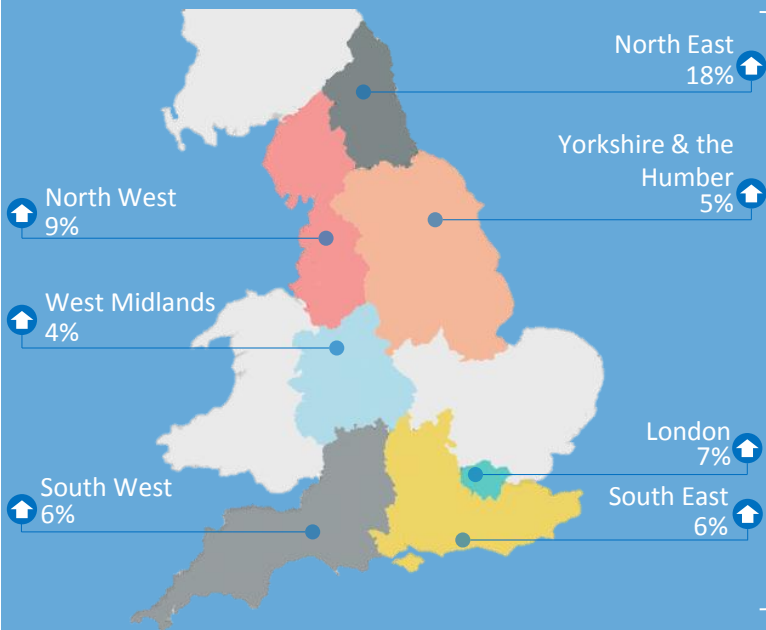 North East
18%
Yorkshire & the
Humber
5%
North West
9%
West Midlands
4%
London
7%
South West
6%
South East
6%